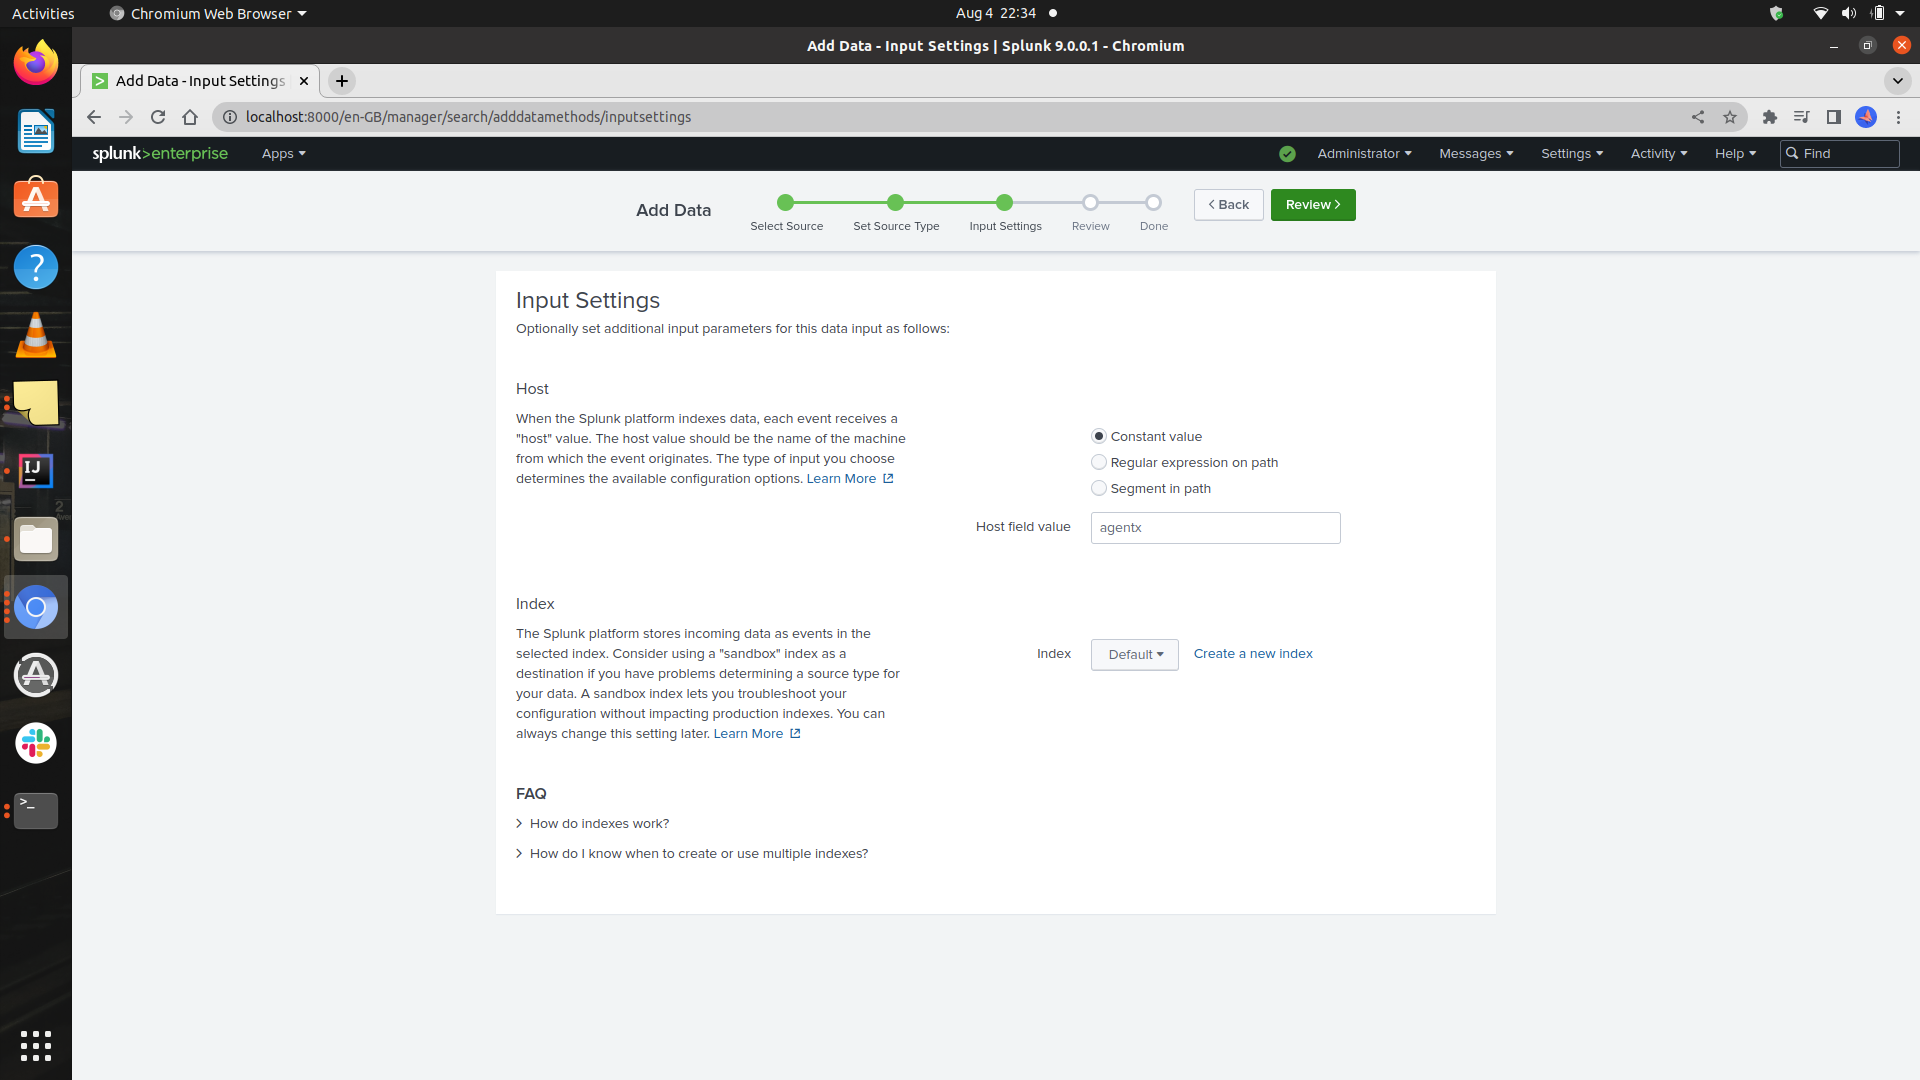 Activities
Chromium Web Browser
Aug 4 22:34
Add Data - Input Settings | Splunk 9.0.0.1 - Chromium
Add Data - Input Settings
localhost:8000/en-GB/manager/search/adddatamethods/inputsettings
splunk>enterprise
Apps
Administrator
Messages
Settings
Activity
Help
Find
Add Data
Select Source
Set Source Type
Input Settings
Review
Done
< Back
Review >
Input Settings
Optionally set additional input parameters for this data input as follows:
Host
When the Splunk platform indexes data, each event receives a
"host" value. The host value should be the name of the machine
from which the event originates. The type of input you choose
determines the available configuration options. Learn More
Constant value
Regular expression on path
Segment in path
Host field value
agentx
Index
The Splunk platform stores incoming data as events in the
selected index. Consider using a "sandbox" index as a
destination if you have problems determining a source type for
your data. A sandbox index lets you troubleshoot your
configuration without impacting production indexes. You can
always change this setting later. Learn More
Index
Default
Create a new index
FAQ
> How do indexes work?
> How do I know when to create or use multiple indexes?
IJ
>_